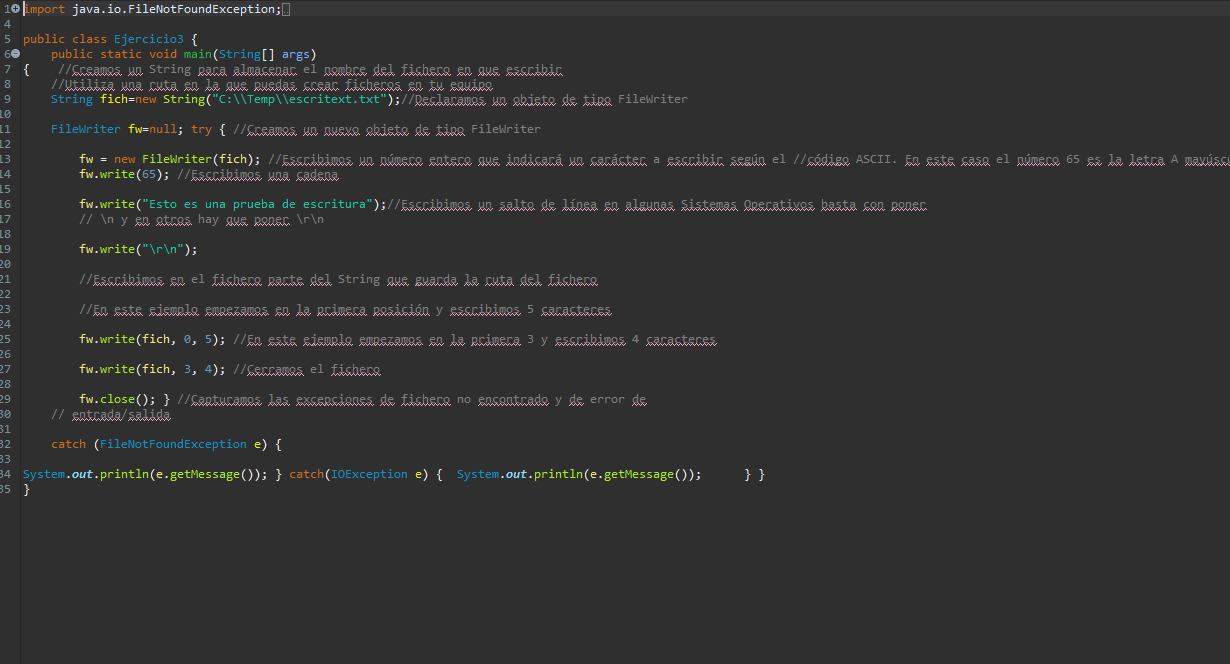 1 import java.io.FileNotFoundException;
4
5 public class Ejercicio3 {
6 public static void main(String[] args)
7 { //Creamos un String para almacenar el nombre del fichero en que escribir
8 //Utiliza una ruta en la que puedas crear ficheros en tu equipo
9 String fich=new String("C:\\Temp\\escritext.txt");//Declaramos un objeto de tipo FileWriter
10
11 FileWriter fw=null; try { //Creamos un nuevo objeto de tipo FileWriter
12
13 fw = new FileWriter(fich); //Escribimos un número entero que indicará un carácter a escribir según el //código ASCII. En este caso el número 65 es la letra A mayúscu
14 fw.write(65); //Escribimos una cadena
15
16 fw.write("Esto es una prueba de escritura");//Escribimos un salto de línea en algunas Sistemas Operativos basta con poner
17 // \n y en otros hay que poner \r\n
18
19 fw.write("\r\n");
20
21 //Escribimos en el fichero parte del String que guarda la ruta del fichero
22
23 //En este ejemplo empezamos en la primera posición y escribimos 5 caracteres
24
25 fw.write(fich, 0, 5); //En este ejemplo empezamos en la primera 3 y escribimos 4 caracteres
26
27 fw.write(fich, 3, 4); //Cerramos el fichero
28
29 fw.close(); } //Capturamos las excepciones de fichero no encontrado y de error de
30 // entrada/salida
31
32 catch (FileNotFoundException e) {
33
34 System.out.println(e.getMessage()); } catch(IOException e) { System.out.println(e.getMessage()); } }
35 }